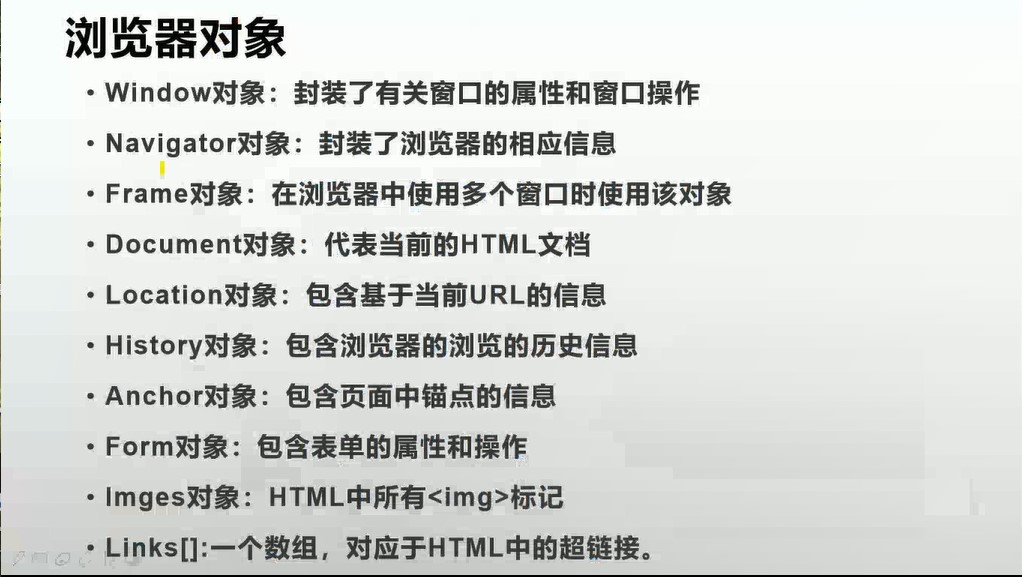 浏览器对象
• Window对象：封装了有关窗口的属性和窗口操作
• Navigator对象：封装了浏览器的相应信息
• Frame对象：在浏览器中使用多个窗口时使用该对象
• Document对象：代表当前的HTML文档
• Location对象：包含基于当前URL的信息
• History对象：包含浏览器的浏览的历史信息
• Anchor对象：包含页面中锚点的信息
• Form对象：包含表单的属性和操作
• Imges对象：HTML中所有<img>标记
• Links[]:一个数组，对应于HTML中的超链接。